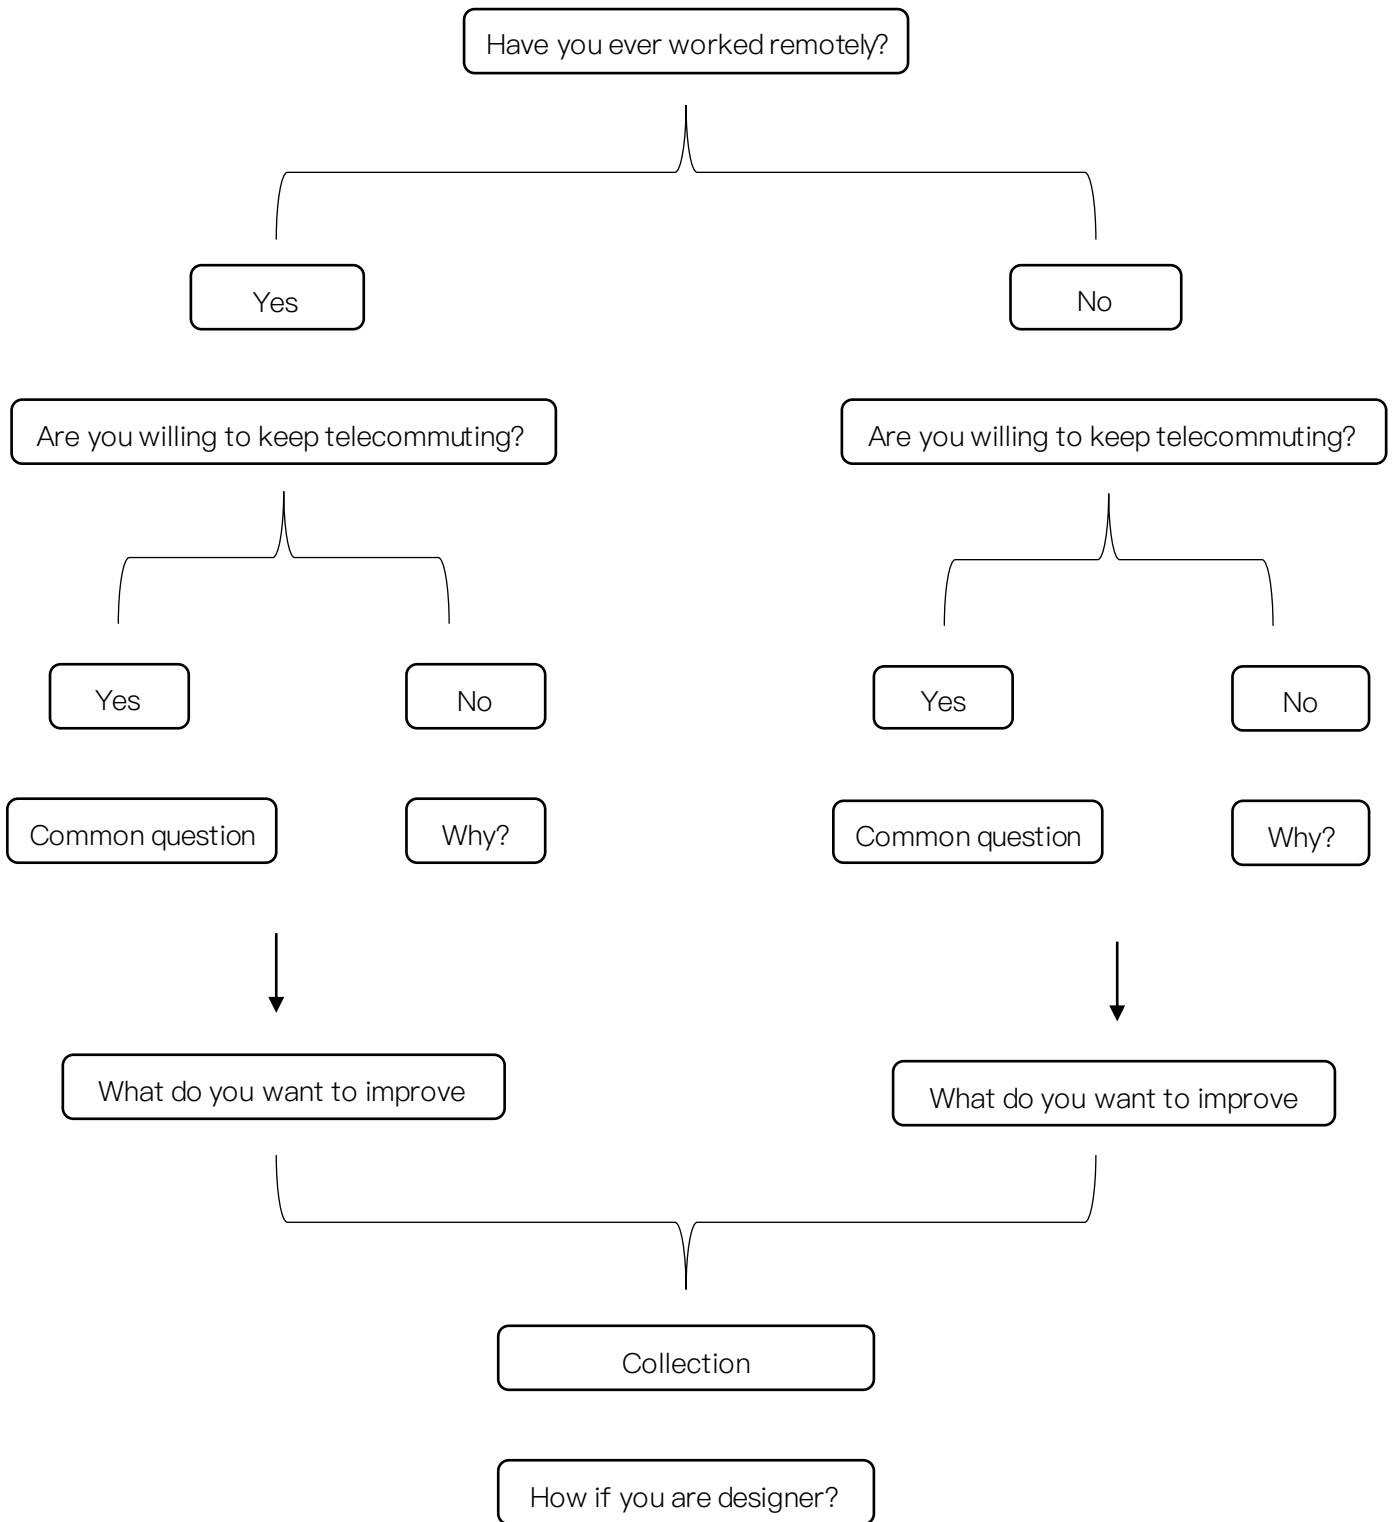 Have you ever worked remotely?
Yes
No
Are you willing to keep telecommuting?
Are you willing to keep telecommuting?
Yes
No
Yes
No
Common question
Why?
Common question
Why?
What do you want to improve
What do you want to improve
Collection
How if you are designer?